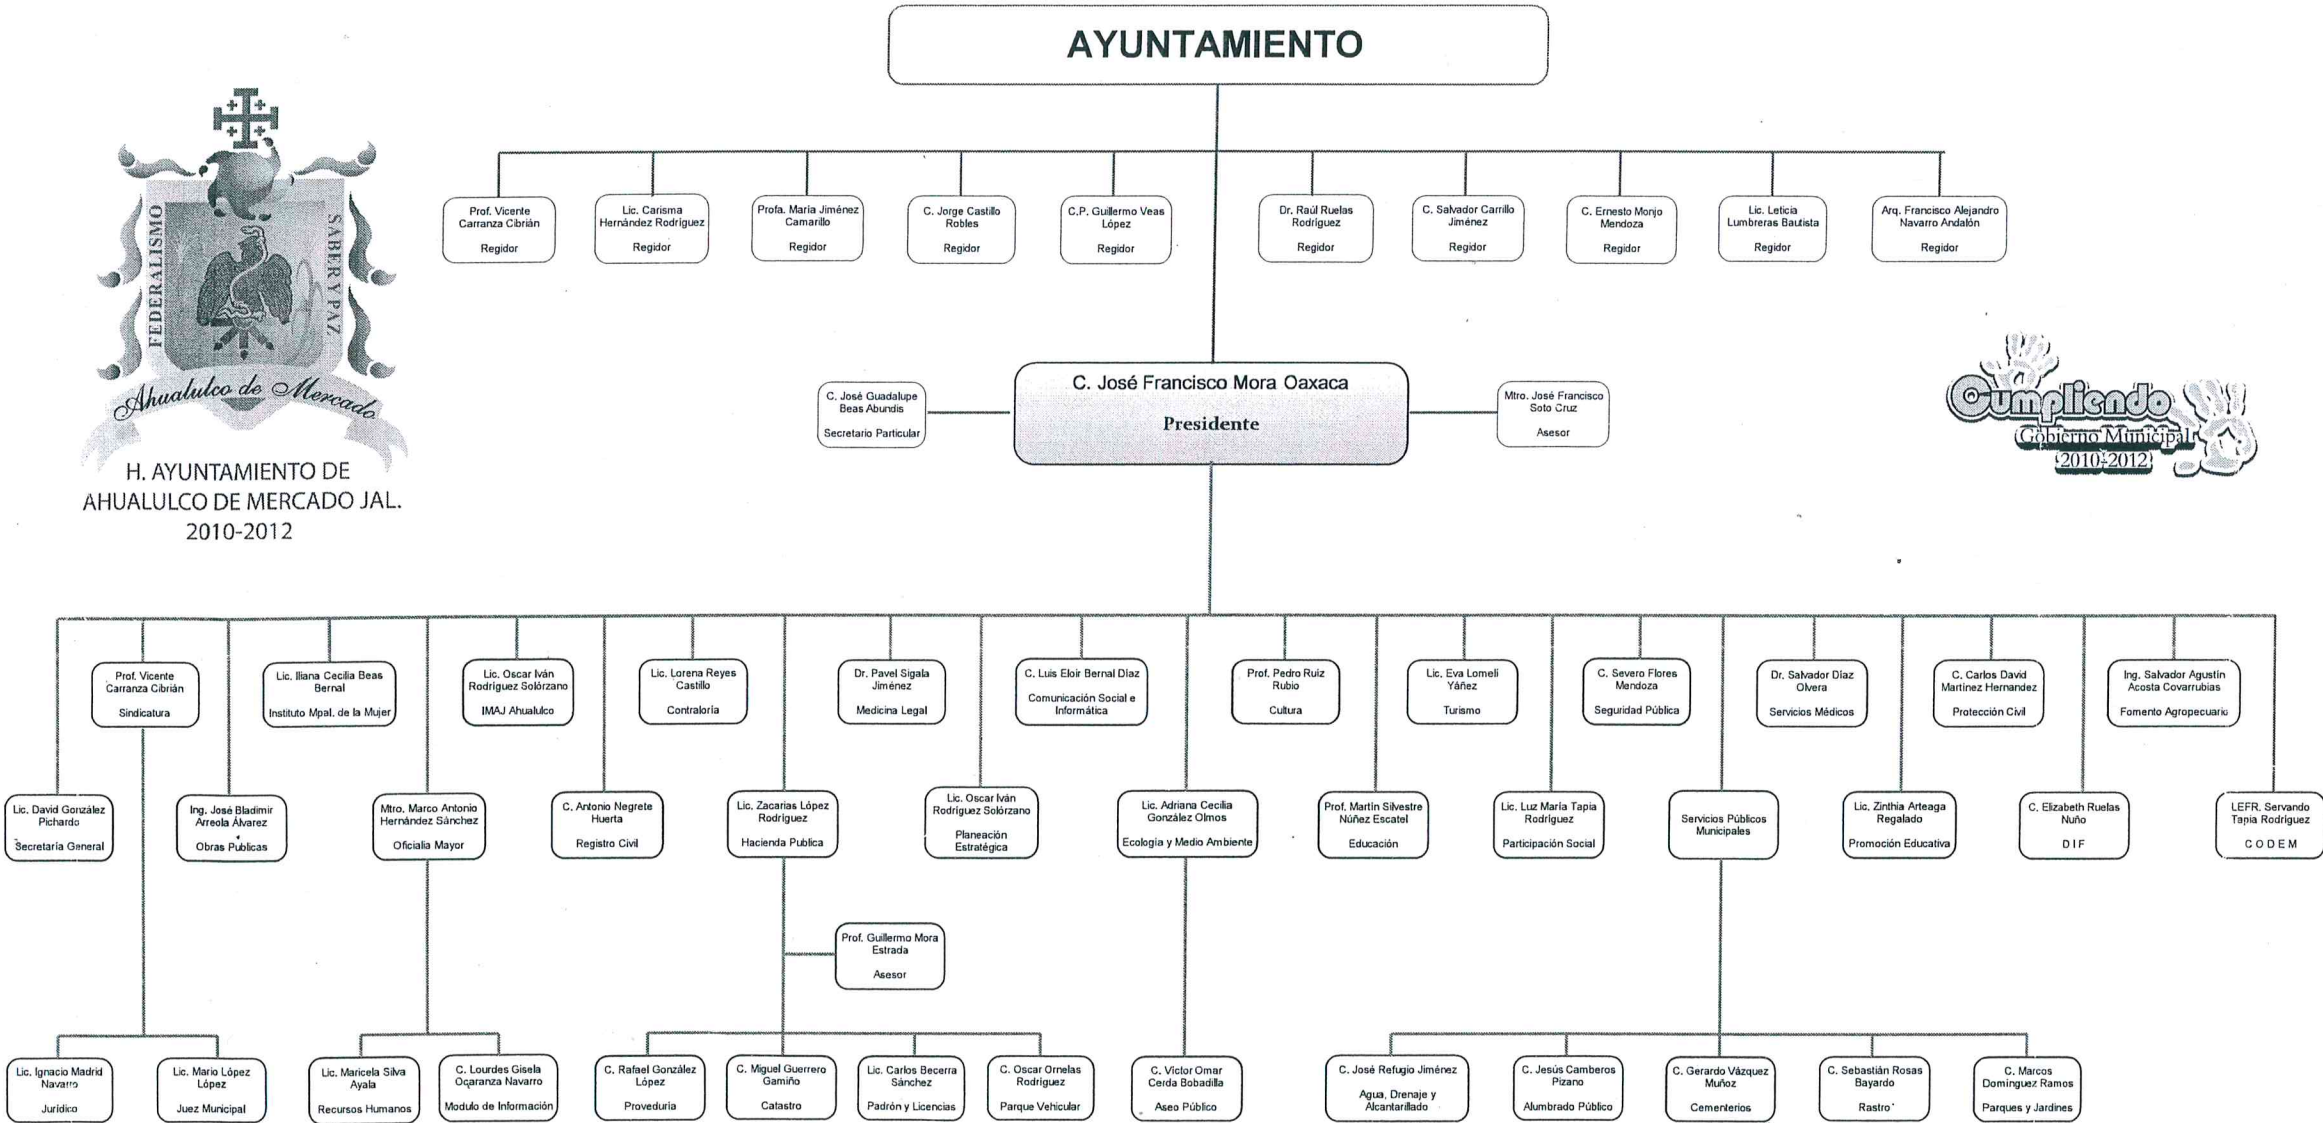 AYUNTAMIENTO
FEDERALISMO
SABER Y PAZ
Ahualulco de Mercado
H. AYUNTAMIENTO DE
AHUALULCO DE MERCADO JAL.
2010-2012
Prof. Vicente
Carranza Cibrián
Regidor
Lic. Carisma
Hernández Rodríguez
Regidor
Profa. María Jiménez
Camarillo
Regidor
C. Jorge Castillo
Robles
Regidor
C.P. Guillermo Veas
López
Regidor
Dr. Raúl Ruelas
Rodríguez
Regidor
C. Salvador Carrillo
Jiménez
Regidor
C. Ernesto Monjo
Mendoza
Regidor
Lic. Leticia
Lumbreras Bautista
Regidor
Arq. Francisco Alejandro
Navarro Andalón
Regidor
C. José Guadalupe
Beas Abundis
Secretario Particular
C. José Francisco Mora Oaxaca
Presidente
Mtro. José Francisco
Soto Cruz
Asesor
Cumpliendo
Gobierno Municipal
2010-2012
Prof. Vicente
Carranza Cibrián
Sindicatura
Lic. Iliana Cecilia Beas
Bernal
Instituto Mpal. de la Mujer
Lic. Oscar Iván
Rodríguez Solórzano
IMAJ Ahualulco
Lic. Lorena Reyes
Castillo
Contraloría
Dr. Pavel Sigala
Jiménez
Medicina Legal
C. Luis Eloir Bernal Díaz
Comunicación Social e
Informática
Prof. Pedro Ruiz
Rubio
Cultura
Lic. Eva Lomelí
Yáñez
Turismo
C. Severo Flores
Mendoza
Seguridad Pública
Dr. Salvador Díaz
Olvera
Servicios Médicos
C. Carlos David
Martinez Hernandez
Protección Civil
Ing. Salvador Agustín
Acosta Covarrubias
Fomento Agropecuario
Lic. David González
Pichardo
Secretaría General
Ing. José Bladimir
Arreola Álvarez
Obras Publicas
Mtro. Marco Antonio
Hernández Sánchez
Oficialia Mayor
C. Antonio Negrete
Huerta
Registro Civil
Lic. Zacarias López
Rodríguez
Hacienda Publica
Lic. Oscar Iván
Rodríguez Solórzano
Planeación
Estratégica
Lic. Adriana Cecilia
González Olmos
Ecología y Medio Ambiente
Prof. Martín Silvestre
Núñez Escatel
Educación
Lic. Luz María Tapia
Rodríguez
Participación Social
Servicios Públicos
Municipales
Lic. Zinthia Arteaga
Regalado
Promoción Educativa
C. Elizabeth Ruelas
Nuño
D I F
LEFR. Servando
Tapia Rodríguez
C O D E M
Prof. Guillermo Mora
Estrada
Asesor
Lic. Ignacio Madrid
Navarro
Jurídico
Lic. Mario López
López
Juez Municipal
Lic. Maricela Silva
Ayala
Recursos Humanos
C. Lourdes Gisela
Ocaranza Navarro
Modulo de Información
C. Rafael González
López
Proveduria
C. Miguel Guerrero
Gamiño
Catastro
Lic. Carlos Becerra
Sánchez
Padrón y Licencias
C. Oscar Ornelas
Rodríguez
Parque Vehicular
C. Víctor Omar
Cerda Bobadilla
Aseo Público
C. José Refugio Jiménez
Agua, Drenaje y
Alcantarillado
C. Jesús Camberos
Pizano
Alumbrado Público
C. Gerardo Vázquez
Muñoz
Cementerios
C. Sebastián Rosas
Bayardo
Rastro
C. Marcos
Domínguez Ramos
Parques y Jardines